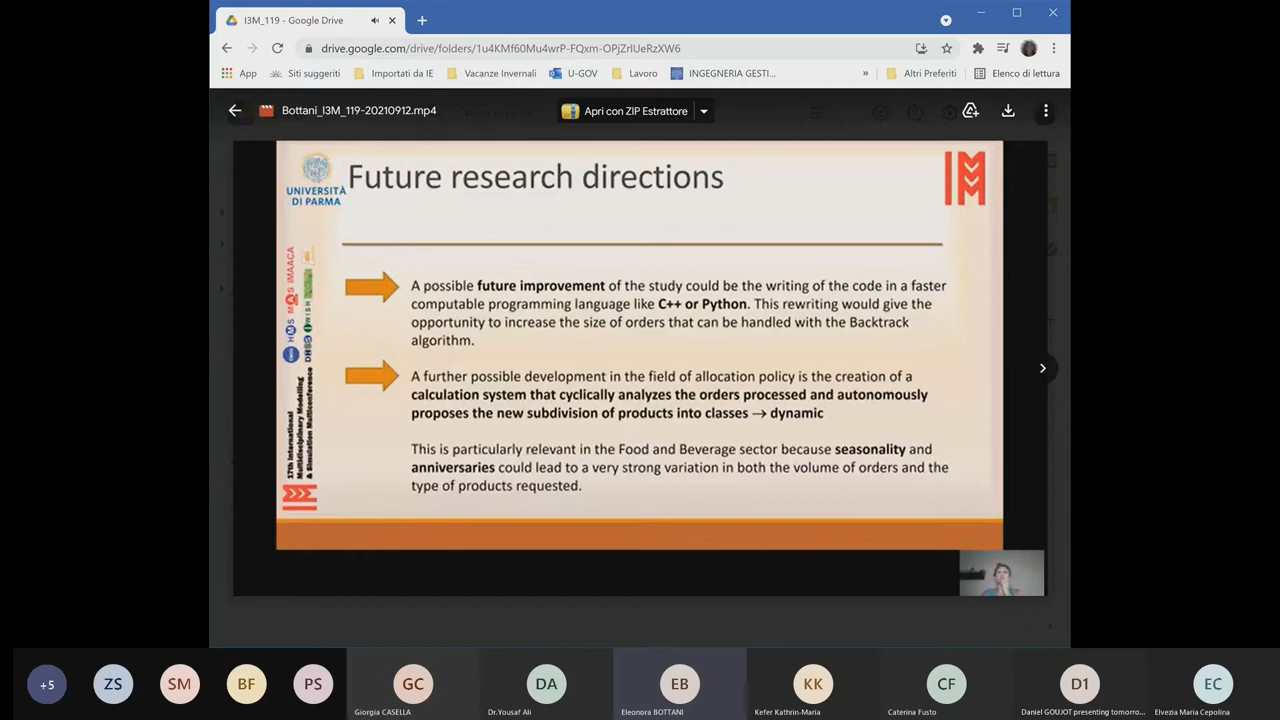 I3M_119 - Google Drive
drive.google.com/drive/folders/1u4KMf60Mu4wrP-FQxm-OPjZrlUeRzXW6
App
Siti suggeriti
Importati da IE
Vacanze Invernali
U-GOV
Lavoro
INGEGNERIA GESTI...
»
Altri Preferiti
Elenco di lettura
Bottani_I3M_119-20210912.mp4
Apri con ZIP Estrattore
UNIVERSITÀ
DI PARMA
Future research directions
A possible future improvement of the study could be the writing of the code in a faster
computable programming language like C++ or Python. This rewriting would give the
opportunity to increase the size of orders that can be handled with the Backtrack
algorithm.
A further possible development in the field of allocation policy is the creation of a
calculation system that cyclically analyzes the orders processed and autonomously
proposes the new subdivision of products into classes → dynamic
This is particularly relevant in the Food and Beverage sector because seasonality and
anniversaries could lead to a very strong variation in both the volume of orders and the
type of products requested.
17th International
Multidisciplinary Modelling
& Simulation Multiconference
+5
ZS
SM
BF
PS
GC
Giorgia CASELLA
DA
Dr.Yousaf Ali
EB
Eleonora BOTTANI
KK
Kefer Kathrin-Maria
CF
Caterina Fusto
D1
Daniel GOUJOT presenting tomorro...
EC
Elvezia Maria Cepolina